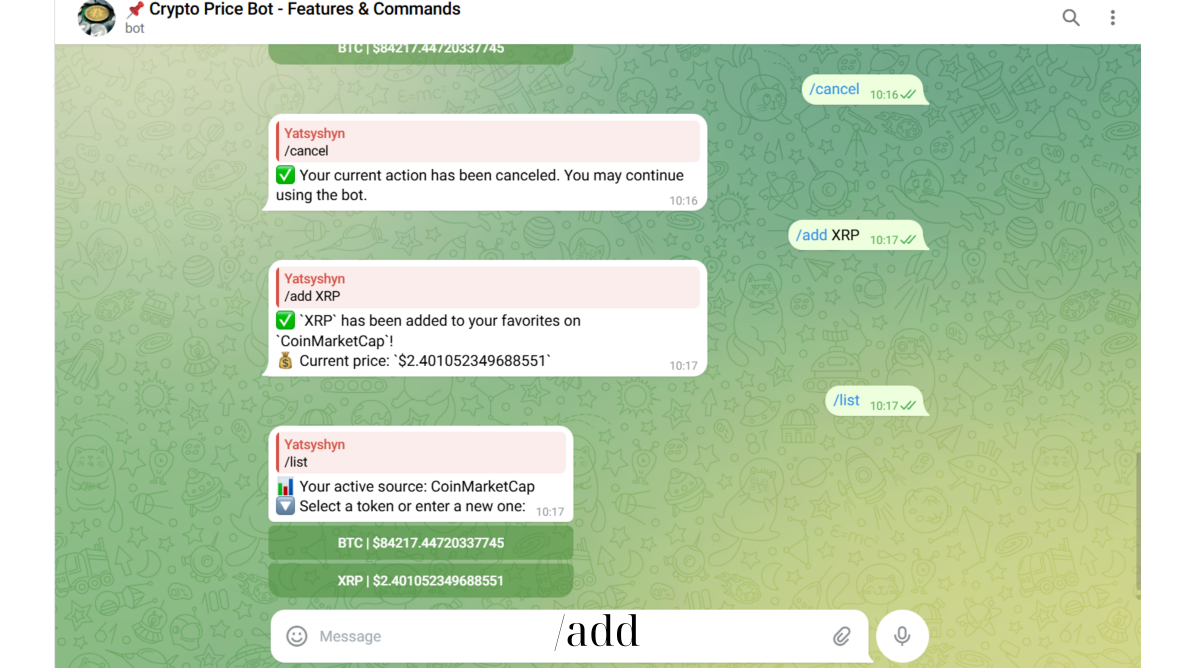 📌 Crypto Price Bot - Features & Commands
bot
BTC | $84217.44720337745
/cancel 10:16
Yatsyshyn
/cancel
✅ Your current action has been canceled. You may continue
using the bot. 10:16
/add XRP 10:17
Yatsyshyn
/add XRP
✅ `XRP` has been added to your favorites on
`CoinMarketCap`!
💰 Current price: `$2.401052349688551` 10:17
/list 10:17
Yatsyshyn
/list
📊 Your active source: CoinMarketCap
🔽 Select a token or enter a new one: 10:17
BTC | $84217.44720337745
XRP | $2.401052349688551
Message
/add